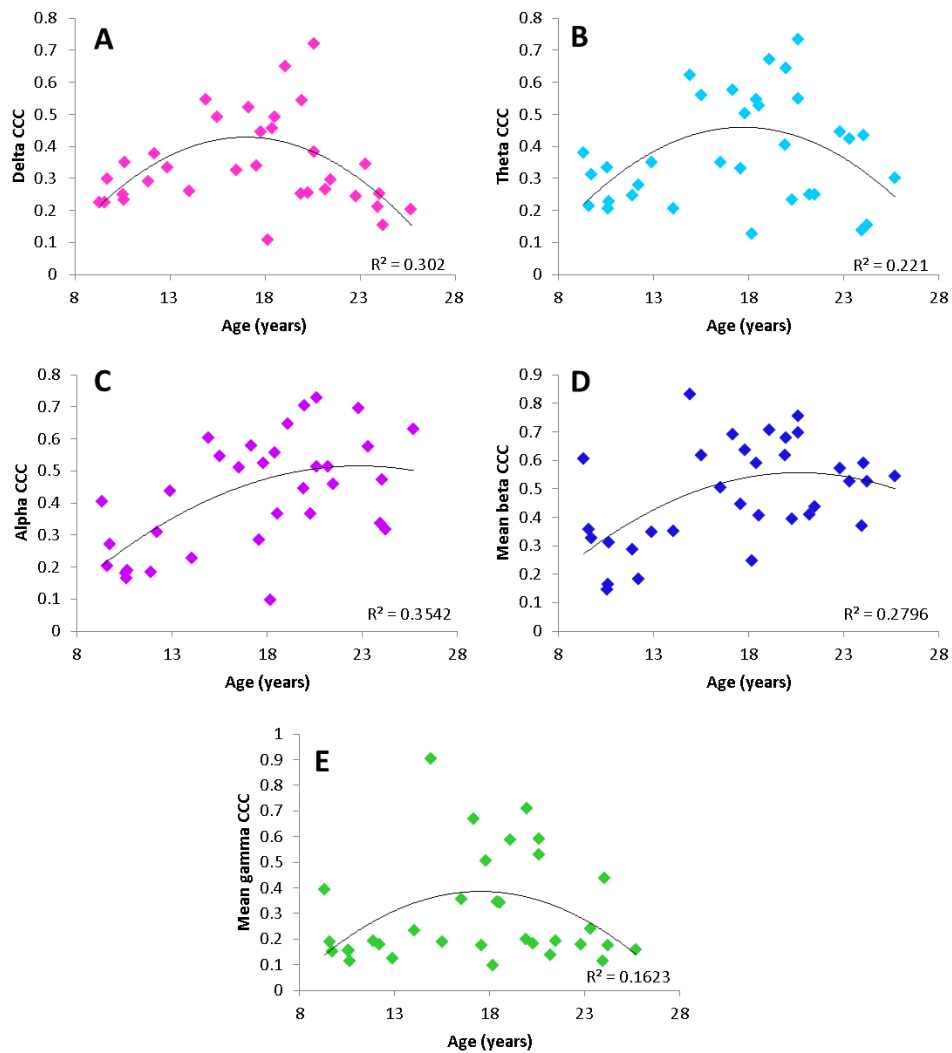 A
Delta CCC
0.8
0.7
0.6
0.5
0.4
0.3
0.2
0.1
0
R² = 0.302
8 13 18 23 28
Age (years)
B
Theta CCC
0.8
0.7
0.6
0.5
0.4
0.3
0.2
0.1
0
R² = 0.221
8 13 18 23 28
Age (years)
C
Alpha CCC
0.8
0.7
0.6
0.5
0.4
0.3
0.2
0.1
0
R² = 0.3542
8 13 18 23 28
Age (years)
D
Mean beta CCC
0.9
0.8
0.7
0.6
0.5
0.4
0.3
0.2
0.1
0
R² = 0.2796
8 13 18 23 28
Age (years)
E
Mean gamma CCC
1
0.9
0.8
0.7
0.6
0.5
0.4
0.3
0.2
0.1
0
R² = 0.1623
8 13 18 23 28
Age (years)